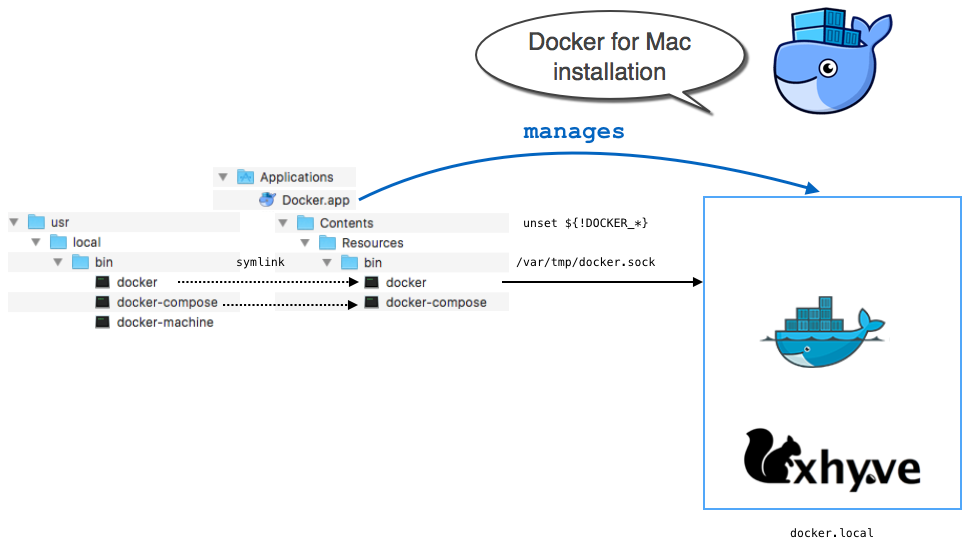 Docker for Mac
installation
manages
Applications
Docker.app
usr
Contents
unset ${!DOCKER_*}
local
Resources
bin
symlink
bin
/var/tmp/docker.sock
docker
docker
docker-compose
docker-compose
docker-machine
xhyve
docker.local